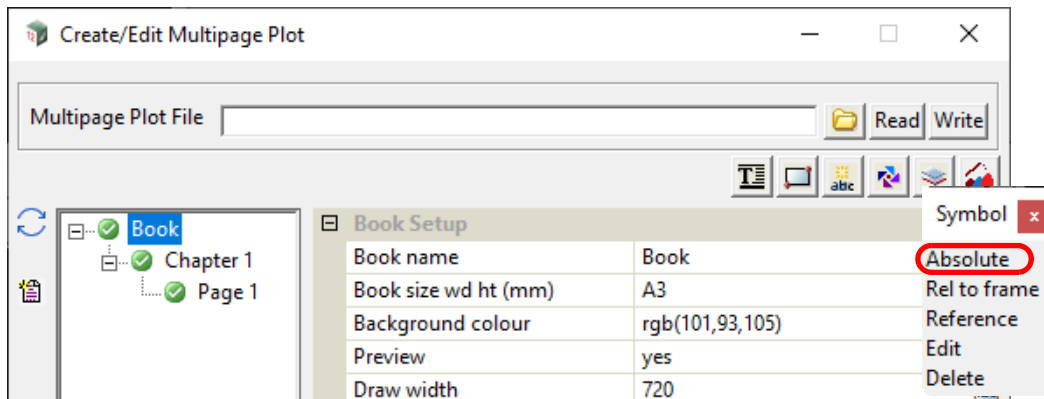 Create/Edit Multipage Plot
Multipage Plot File
Read Write
T abc
Symbol x
Book
Chapter 1
Page 1
Book Setup
Book name Book
Book size wd ht (mm) A3
Background colour rgb(101,93,105)
Preview yes
Draw width 720
Absolute
Rel to frame
Reference
Edit
Delete